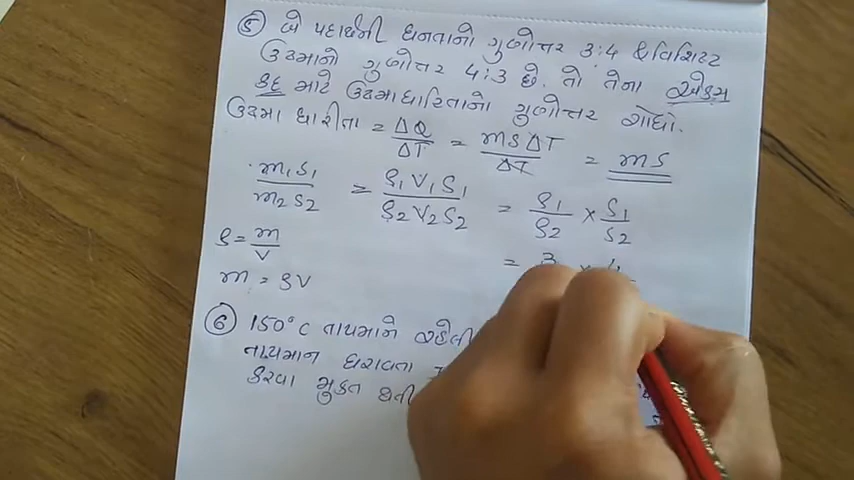 ⑤ બે પદાર્થની ઘનતાનો ગુણોત્તર 3:4 & વિશિષ્ટ
ઉષ્માનો ગુણોત્તર 4:3 છે. તો તેના એકમ
કદ માટે ઉષ્માધારિતાનો ગુણોત્તર શોધો.
ઉષ્મા ધારીતા = ΔQ/ΔT = mSΔT/ΔT = mS
m₁S₁/m₂S₂ = ρ₁V₁S₁/ρ₂V₂S₂ = ρ₁/ρ₂ × S₁/S₂
ρ = m/V
= 3 × 4
m = ρV
⑥ 150°C તાપમાને રહેલી
તાપમાન ધરાવતા
કરવા મુક્ત થતી